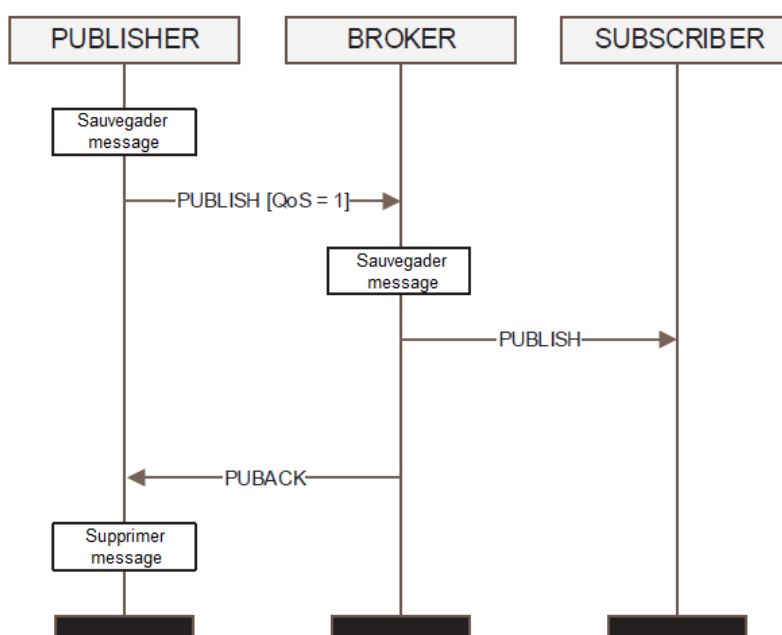 PUBLISHER
BROKER
SUBSCRIBER
Sauvegader
message
PUBLISH [QoS = 1]
Sauvegader
message
PUBLISH
PUBACK
Supprimer
message